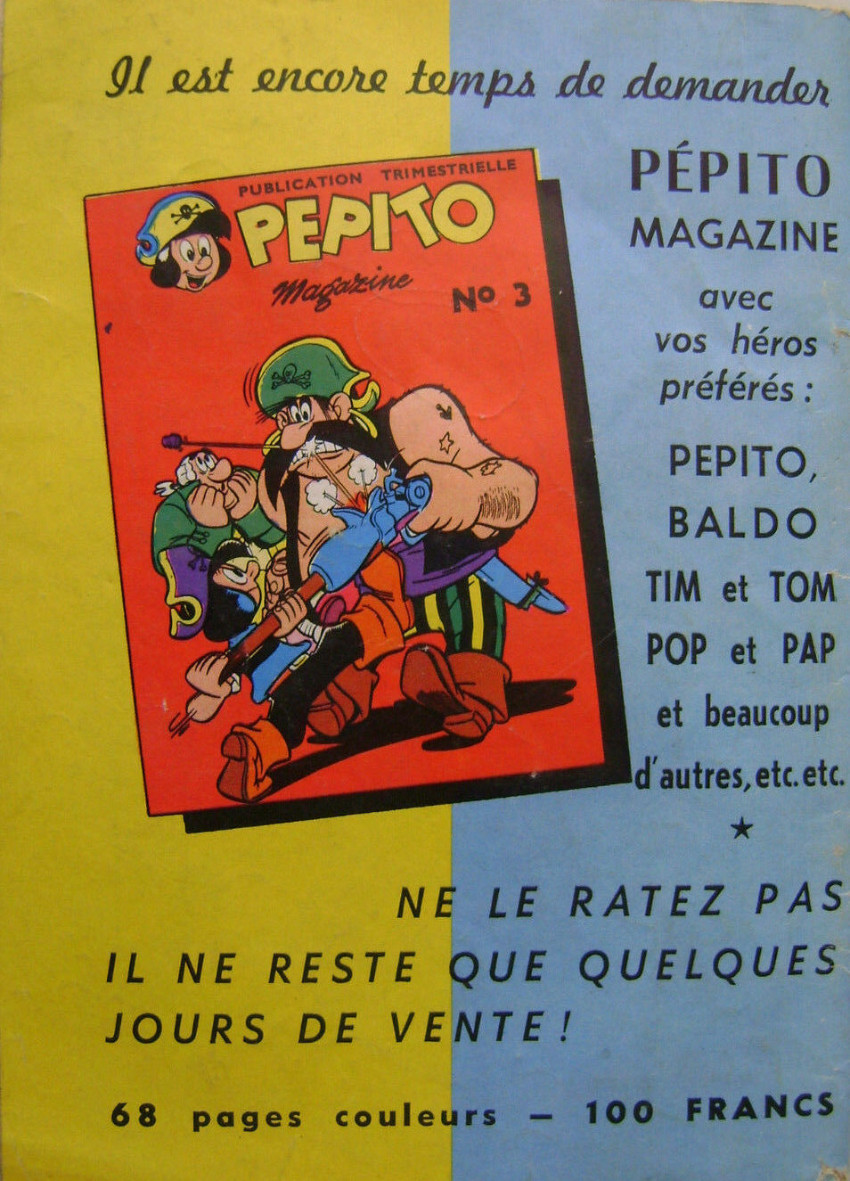 Il est encore temps de demander
PUBLICATION TRIMESTRIELLE
PEPITO
Magazine
No 3
PÉPITO
MAGAZINE
avec
vos héros
préférés :
PEPITO,
BALDO
TIM et TOM
POP et PAP
et beaucoup
d'autres, etc. etc.
NE LE RATEZ PAS
IL NE RESTE QUE QUELQUES
JOURS DE VENTE !
68 pages couleurs — 100 FRANCS